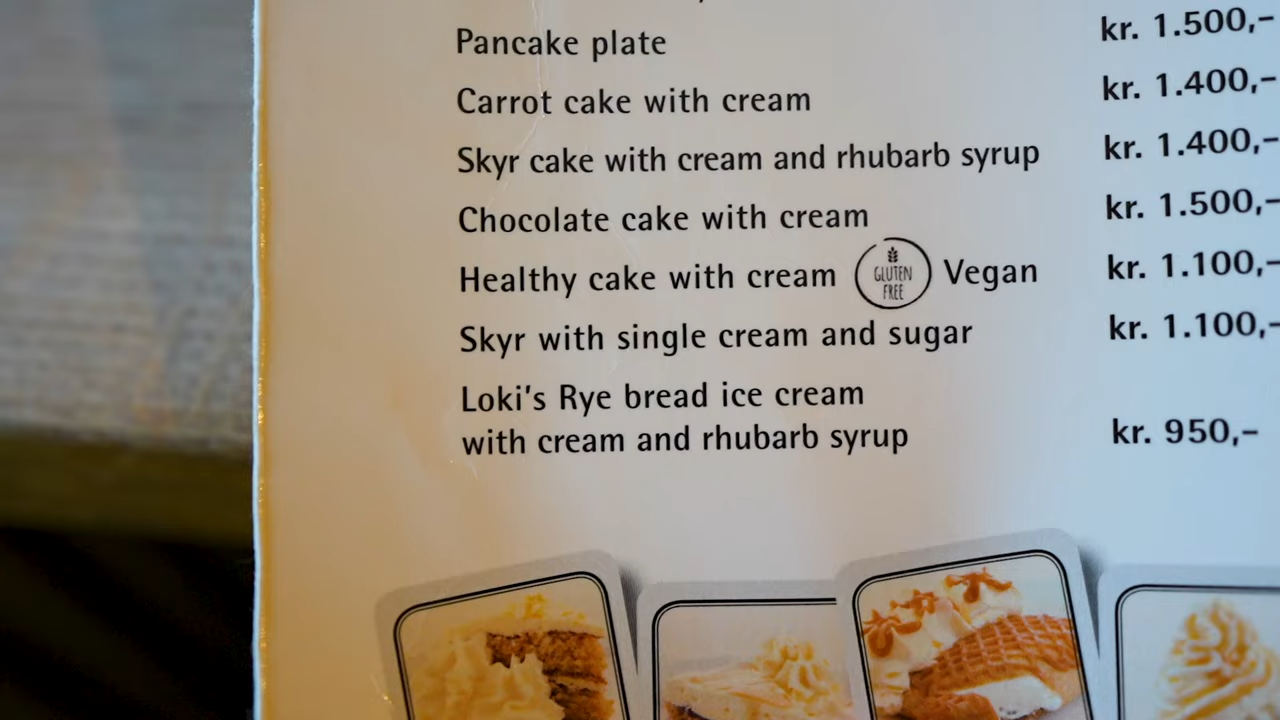 Pancake plate kr. 1.500,-
Carrot cake with cream kr. 1.400,-
Skyr cake with cream and rhubarb syrup kr. 1.400,-
Chocolate cake with cream kr. 1.500,-
Healthy cake with cream GLUTEN FREE Vegan kr. 1.100,-
Skyr with single cream and sugar kr. 1.100,-
Loki's Rye bread ice cream
with cream and rhubarb syrup kr. 950,-